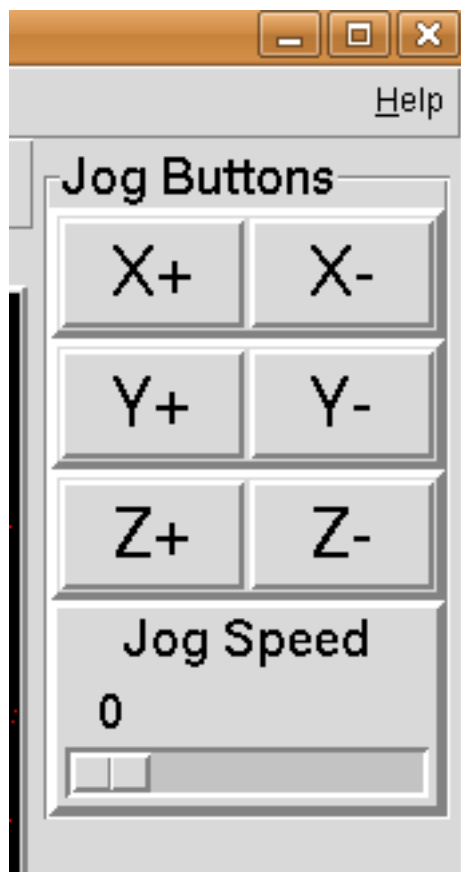 Help
Jog Buttons
X+ X-
Y+ Y-
Z+ Z-
Jog Speed
0